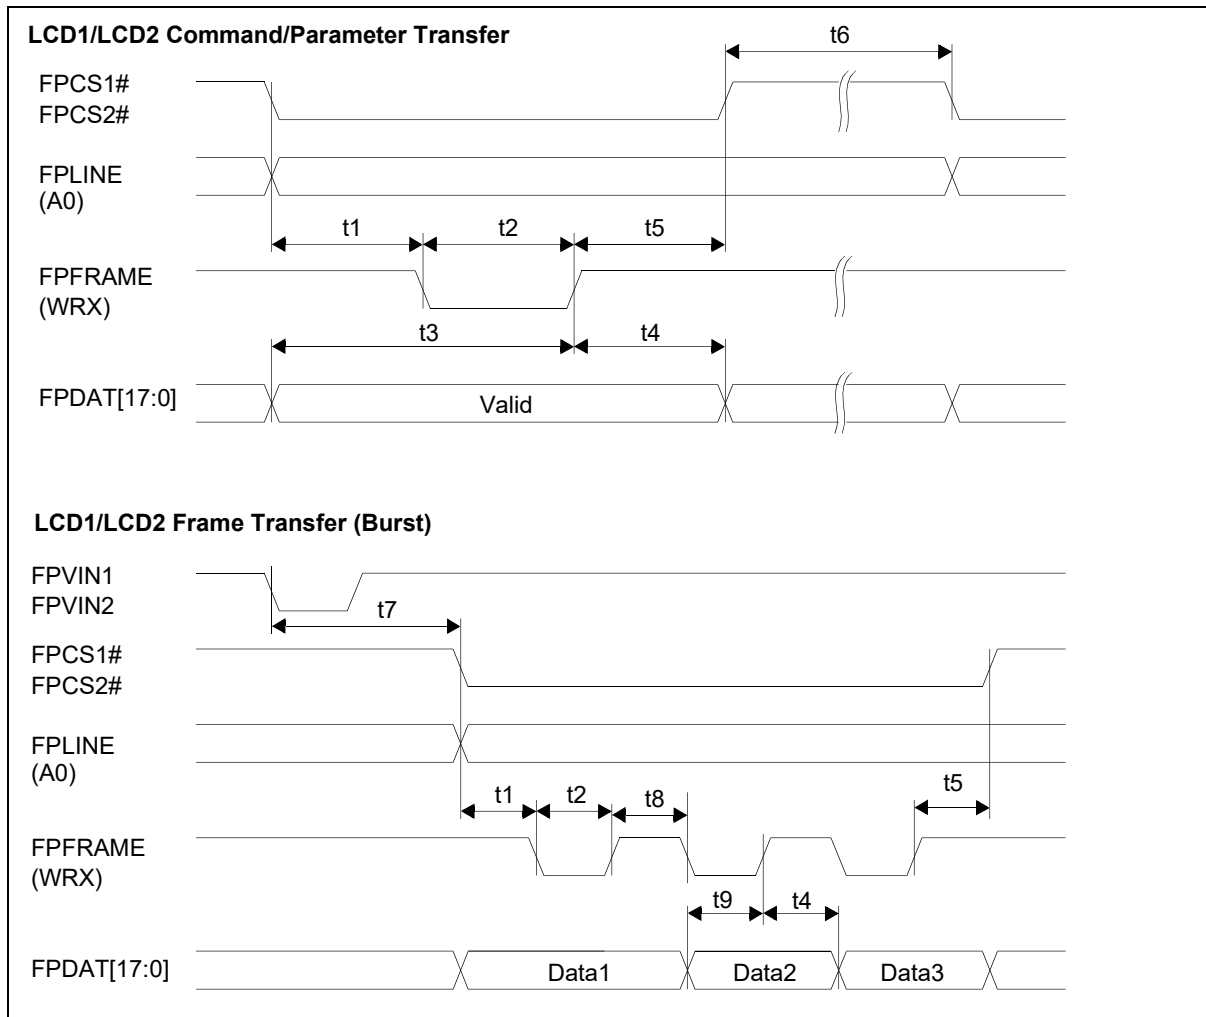 LCD1/LCD2 Command/Parameter Transfer
t6
FPCS1#
FPCS2#
FPLINE
(A0)
t1
t2
t5
FPFRAME
(WRX)
t3
t4
FPDAT[17:0]
Valid
LCD1/LCD2 Frame Transfer (Burst)
FPVIN1
FPVIN2
t7
FPCS1#
FPCS2#
FPLINE
(A0)
t1
t2
t8
t5
FPFRAME
(WRX)
t9
t4
FPDAT[17:0]
Data1
Data2
Data3